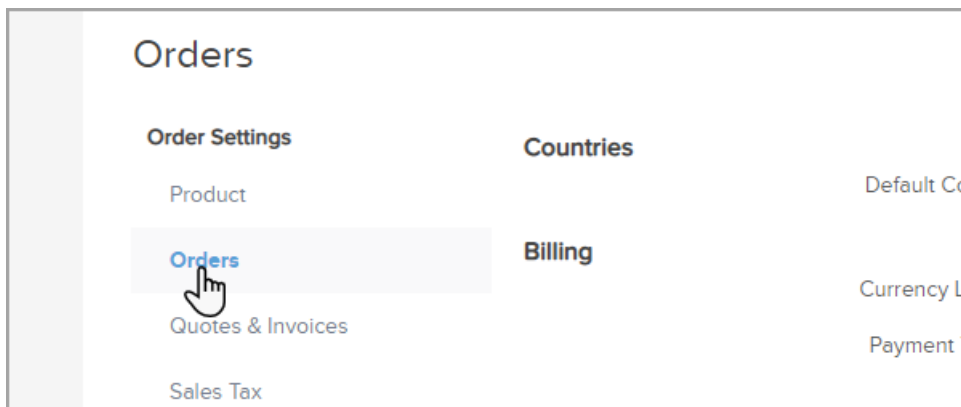 Orders
Order Settings
Product
Orders
Quotes & Invoices
Sales Tax
Countries
Default
Billing
Currency
Payment